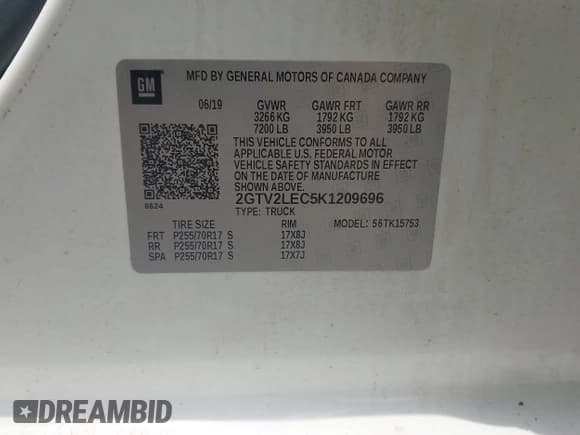 GM
MFD BY GENERAL MOTORS OF CANADA COMPANY
06/19 GVWR GAWR FRT GAWR RR
3266 KG 1792 KG 1792 KG
7200 LB 3950 LB 3950 LB
THIS VEHICLE CONFORMS TO ALL
APPLICABLE U.S. FEDERAL MOTOR
VEHICLE SAFETY STANDARDS IN EFFECT
ON THE DATE OF MANUFACTURE
SHOWN ABOVE.
0624
2GTV2LEC5K1209696
TYPE: TRUCK
TIRE SIZE RIM MODEL: 56TK15753
FRT P255/70R17 S 17X8J
RR P255/70R17 S 17X8J
SPA P255/70R17 S 17X7J
DREAMBID